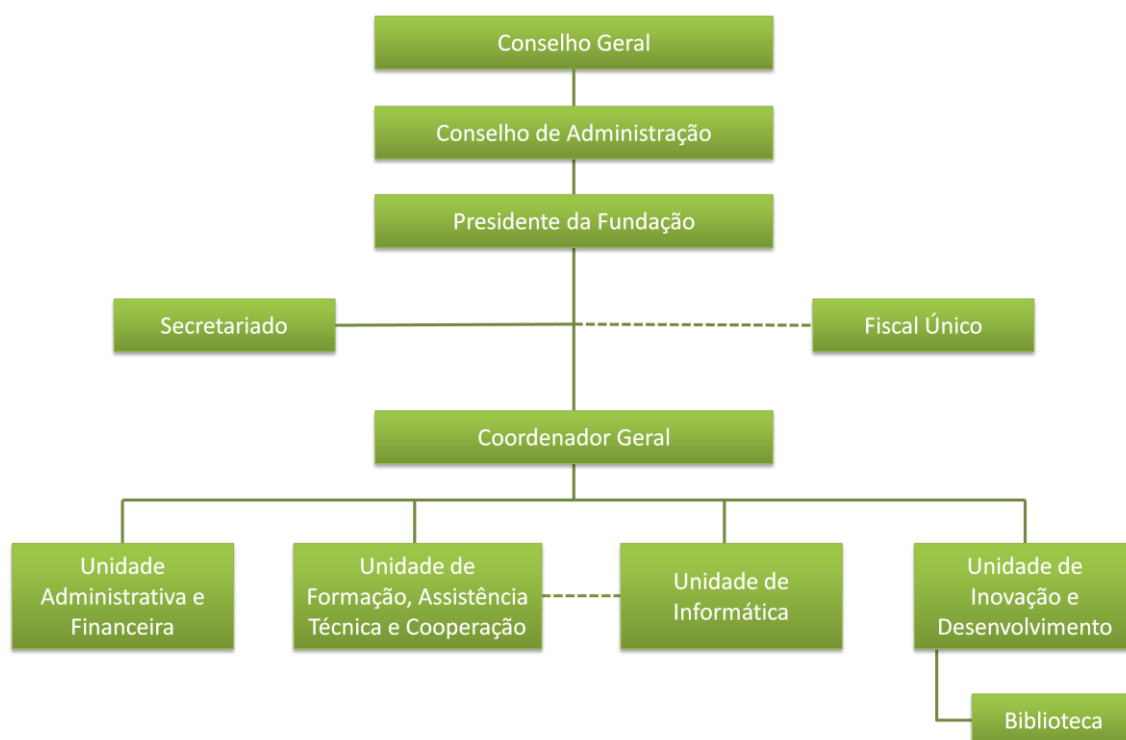 Conselho Geral
Conselho de Administração
Presidente da Fundação
Secretariado
Fiscal Único
Coordenador Geral
Unidade
Administrativa e
Financeira
Unidade de
Formação, Assistência
Técnica e Cooperação
Unidade de
Informática
Unidade de
Inovação e
Desenvolvimento
Biblioteca